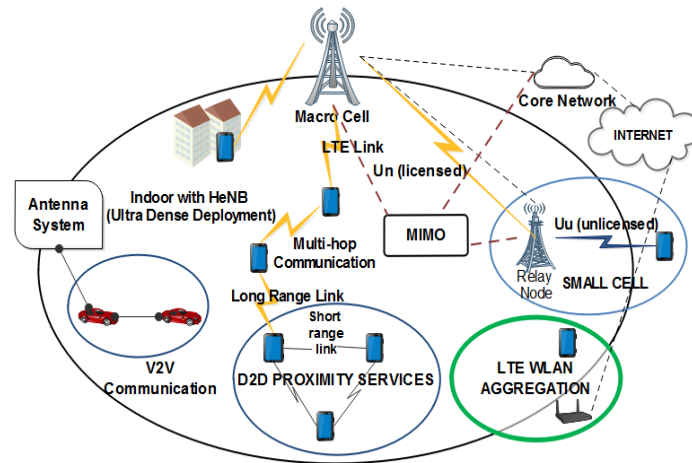 Macro Cell
Core Network
INTERNET
LTE Link
Un (licensed)
Indoor with HeNB
(Ultra Dense Deployment)
Antenna
System
MIMO
Uu (unlicensed)
Relay
Node
SMALL CELL
Multi-hop
Communication
Long Range Link
Short
range
link
V2V
Communication
D2D PROXIMITY SERVICES
LTE WLAN
AGGREGATION